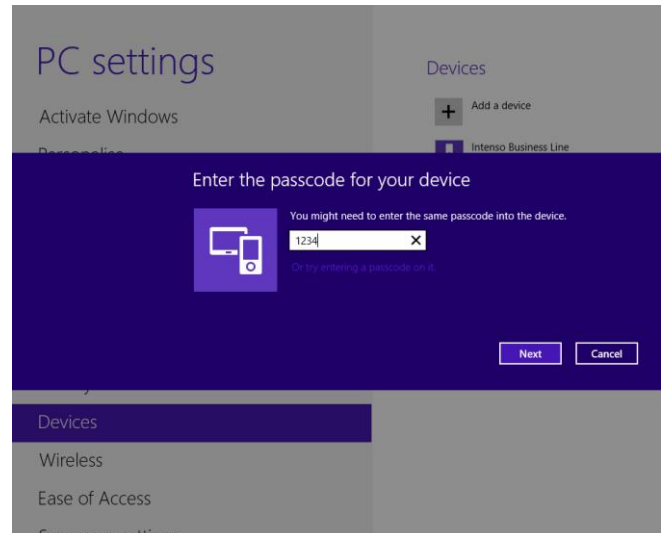 PC settings
Devices
Activate Windows
Add a device
Intenso Business Line
Enter the passcode for your device
You might need to enter the same passcode into the device.
1234
Or try entering a passcode on it.
Next
Cancel
Devices
Wireless
Ease of Access